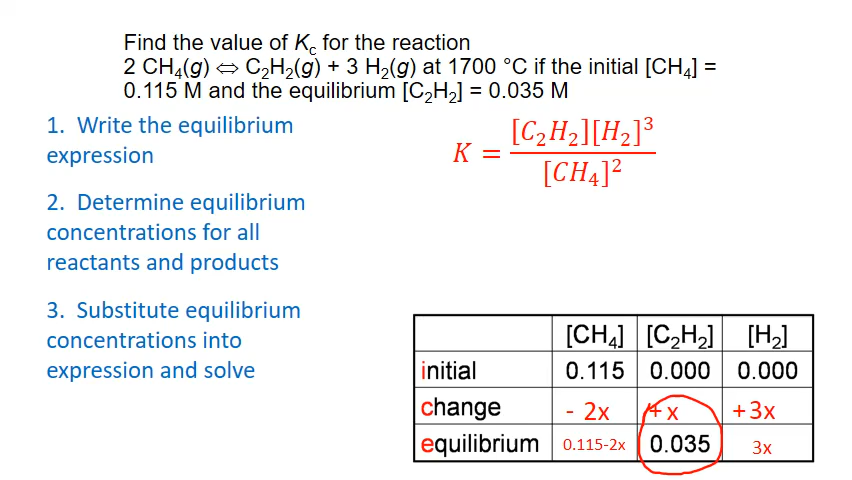 Find the value of Kc for the reaction
2 CH₄(g) ⇔ C₂H₂(g) + 3 H₂(g) at 1700 °C if the initial [CH₄] =
0.115 M and the equilibrium [C₂H₂] = 0.035 M
1. Write the equilibrium
expression
K = [C₂H₂][H₂]³ / [CH₄]²
2. Determine equilibrium
concentrations for all
reactants and products
3. Substitute equilibrium
concentrations into
expression and solve
[CH₄] [C₂H₂] [H₂]
initial 0.115 0.000 0.000
change - 2x + x + 3x
equilibrium 0.115-2x 0.035 3x